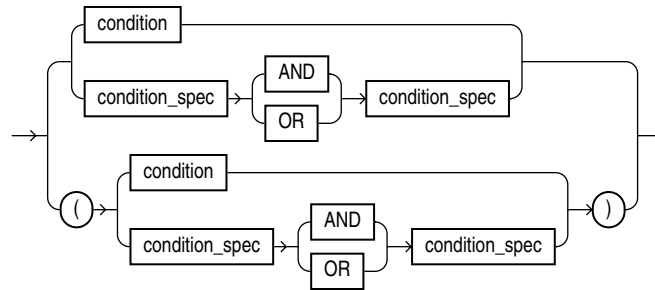 condition
AND
condition_spec condition_spec
OR
condition
( )
AND
condition_spec condition_spec
OR